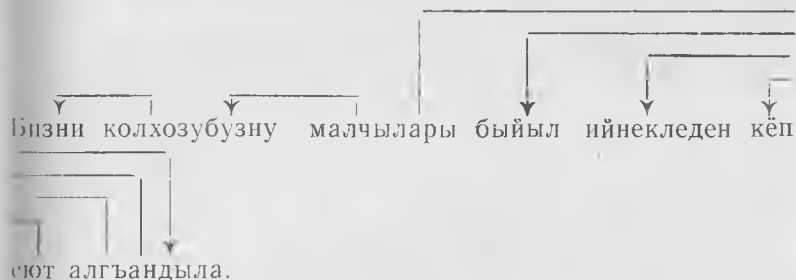 Бизни колхозубузну малчылары быйыл ийнекледен кёп
сют алгъандыла.